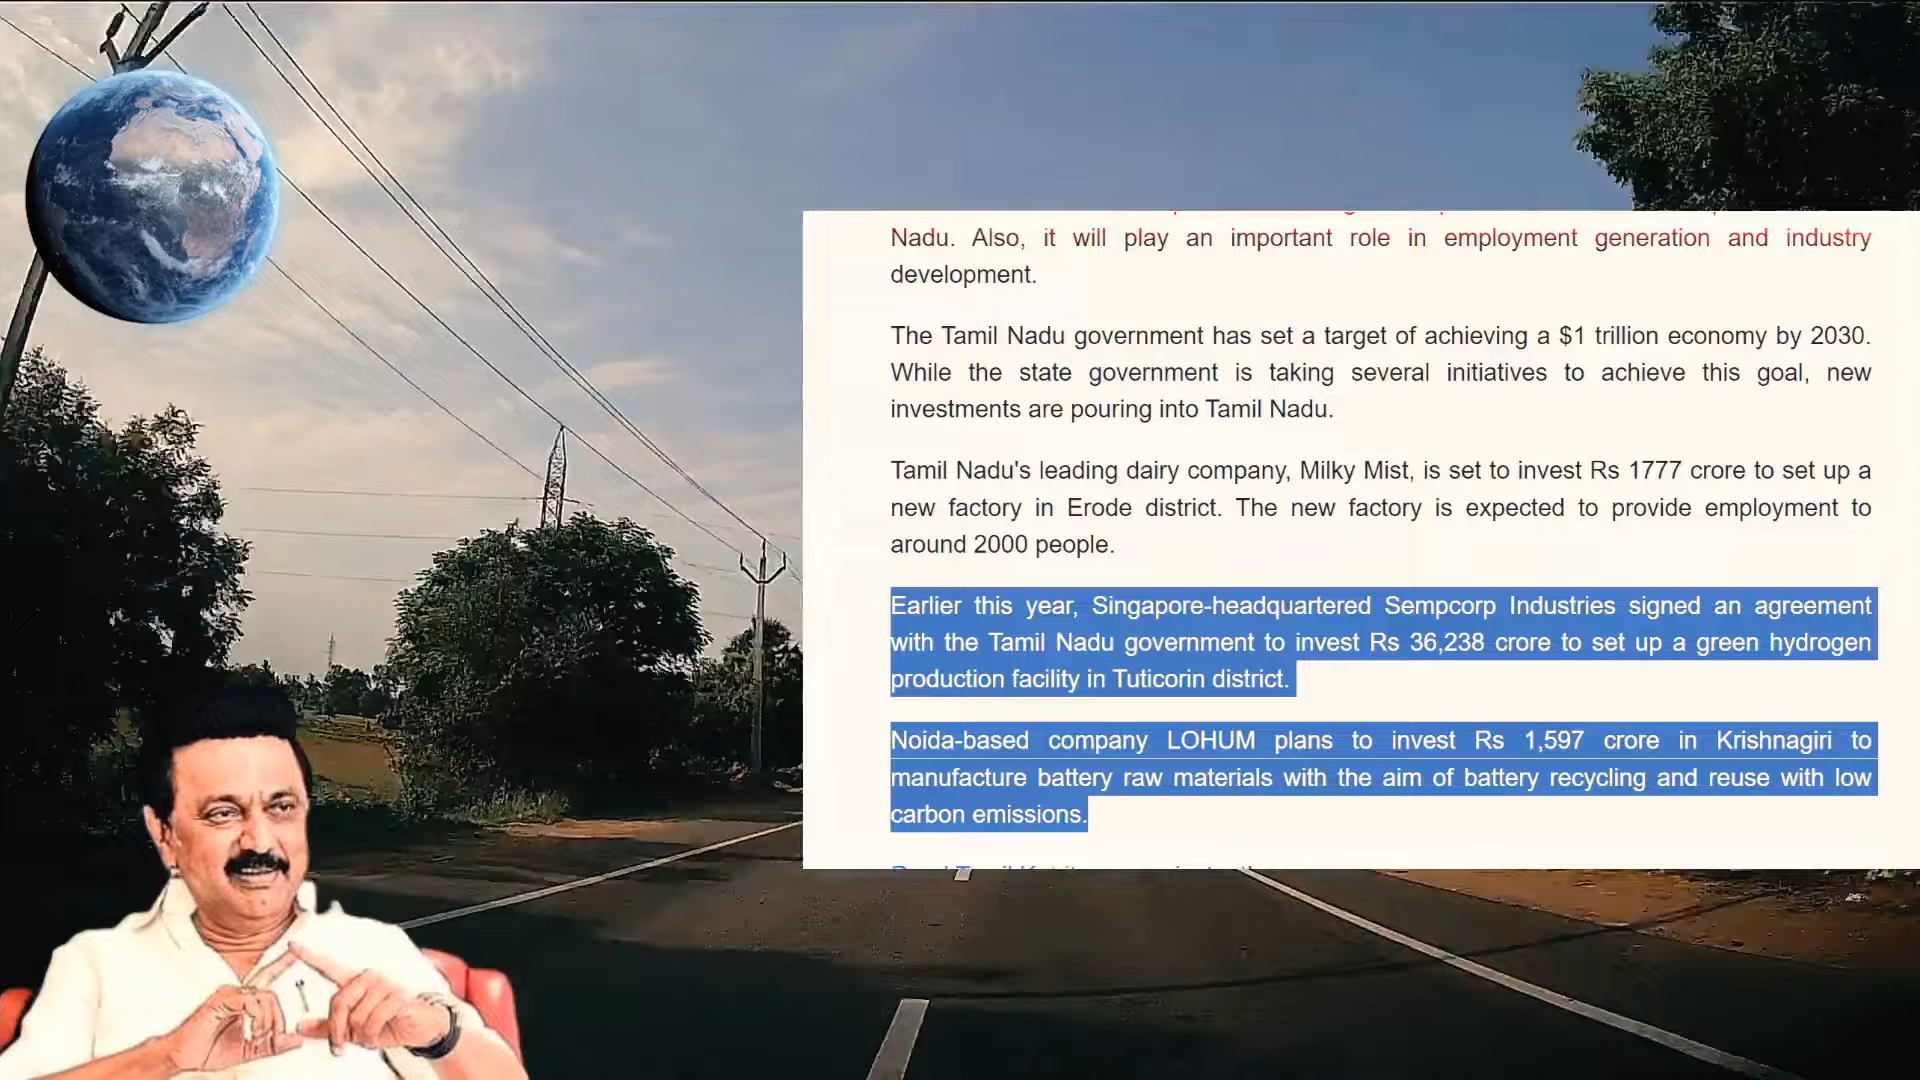 Nadu. Also, it will play an important role in employment generation and industry
development.
The Tamil Nadu government has set a target of achieving a $1 trillion economy by 2030.
While the state government is taking several initiatives to achieve this goal, new
investments are pouring into Tamil Nadu.
Tamil Nadu's leading dairy company, Milky Mist, is set to invest Rs 1777 crore to set up a
new factory in Erode district. The new factory is expected to provide employment to
around 2000 people.
Earlier this year, Singapore-headquartered Sempcorp Industries signed an agreement
with the Tamil Nadu government to invest Rs 36,238 crore to set up a green hydrogen
production facility in Tuticorin district.
Noida-based company LOHUM plans to invest Rs 1,597 crore in Krishnagiri to
manufacture battery raw materials with the aim of battery recycling and reuse with low
carbon emissions.